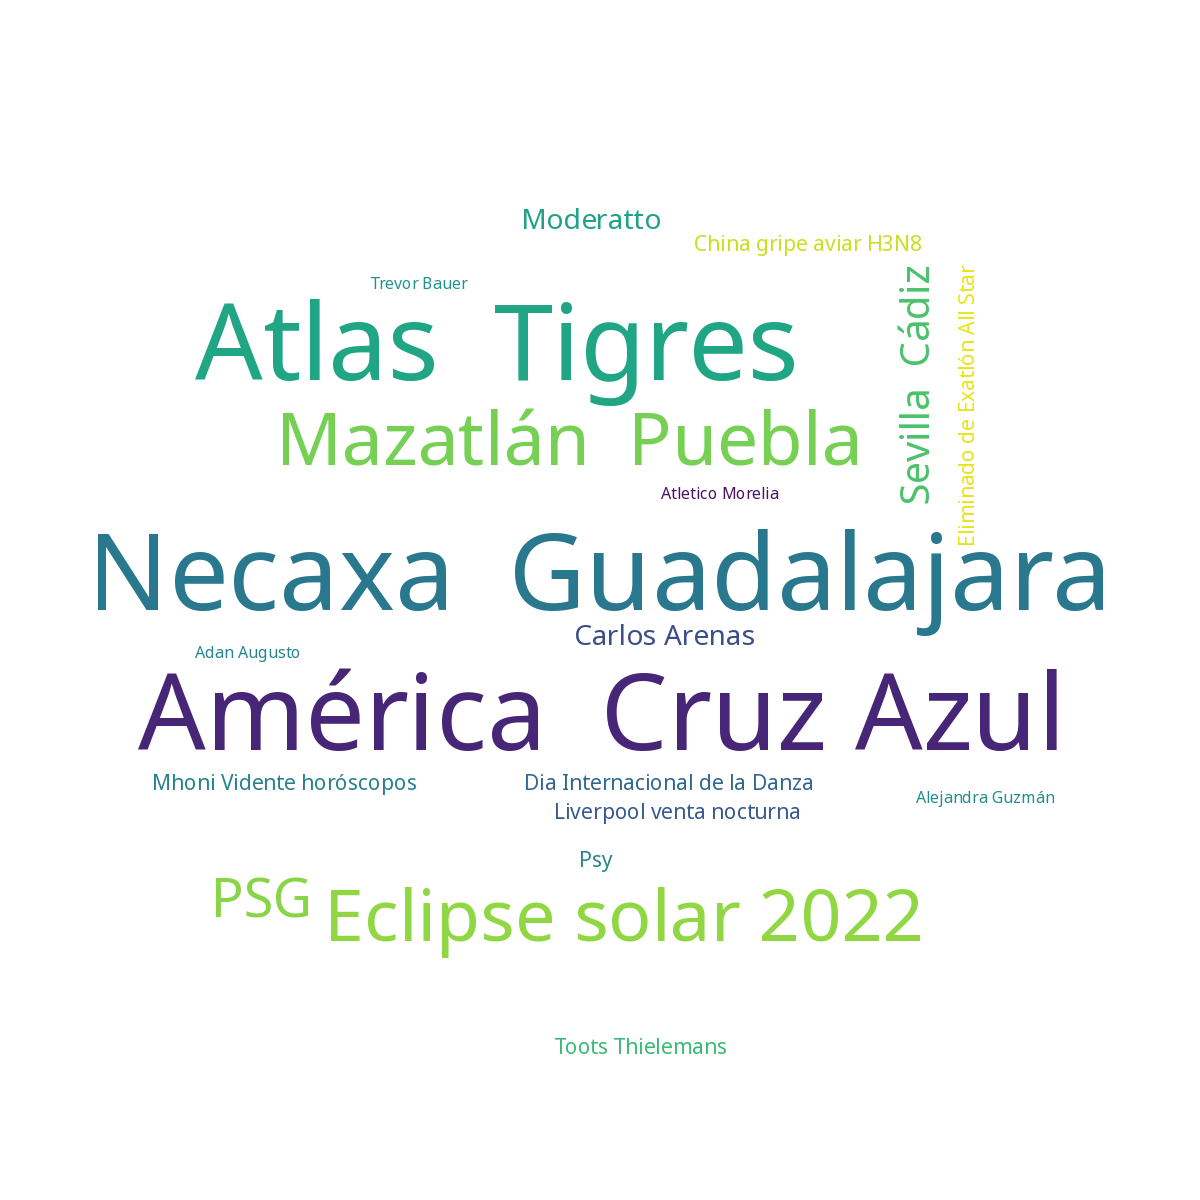 Moderatto
China gripe aviar H3N8
Trevor Bauer
Atlas Tigres
Sevilla Cádiz
Eliminado de Exatlón All Star
Mazatlán Puebla
Atletico Morelia
Necaxa Guadalajara
Carlos Arenas
Adan Augusto
América Cruz Azul
Mhoni Vidente horóscopos
Dia Internacional de la Danza
Alejandra Guzmán
Liverpool venta nocturna
Psy
PSG
Eclipse solar 2022
Toots Thielemans